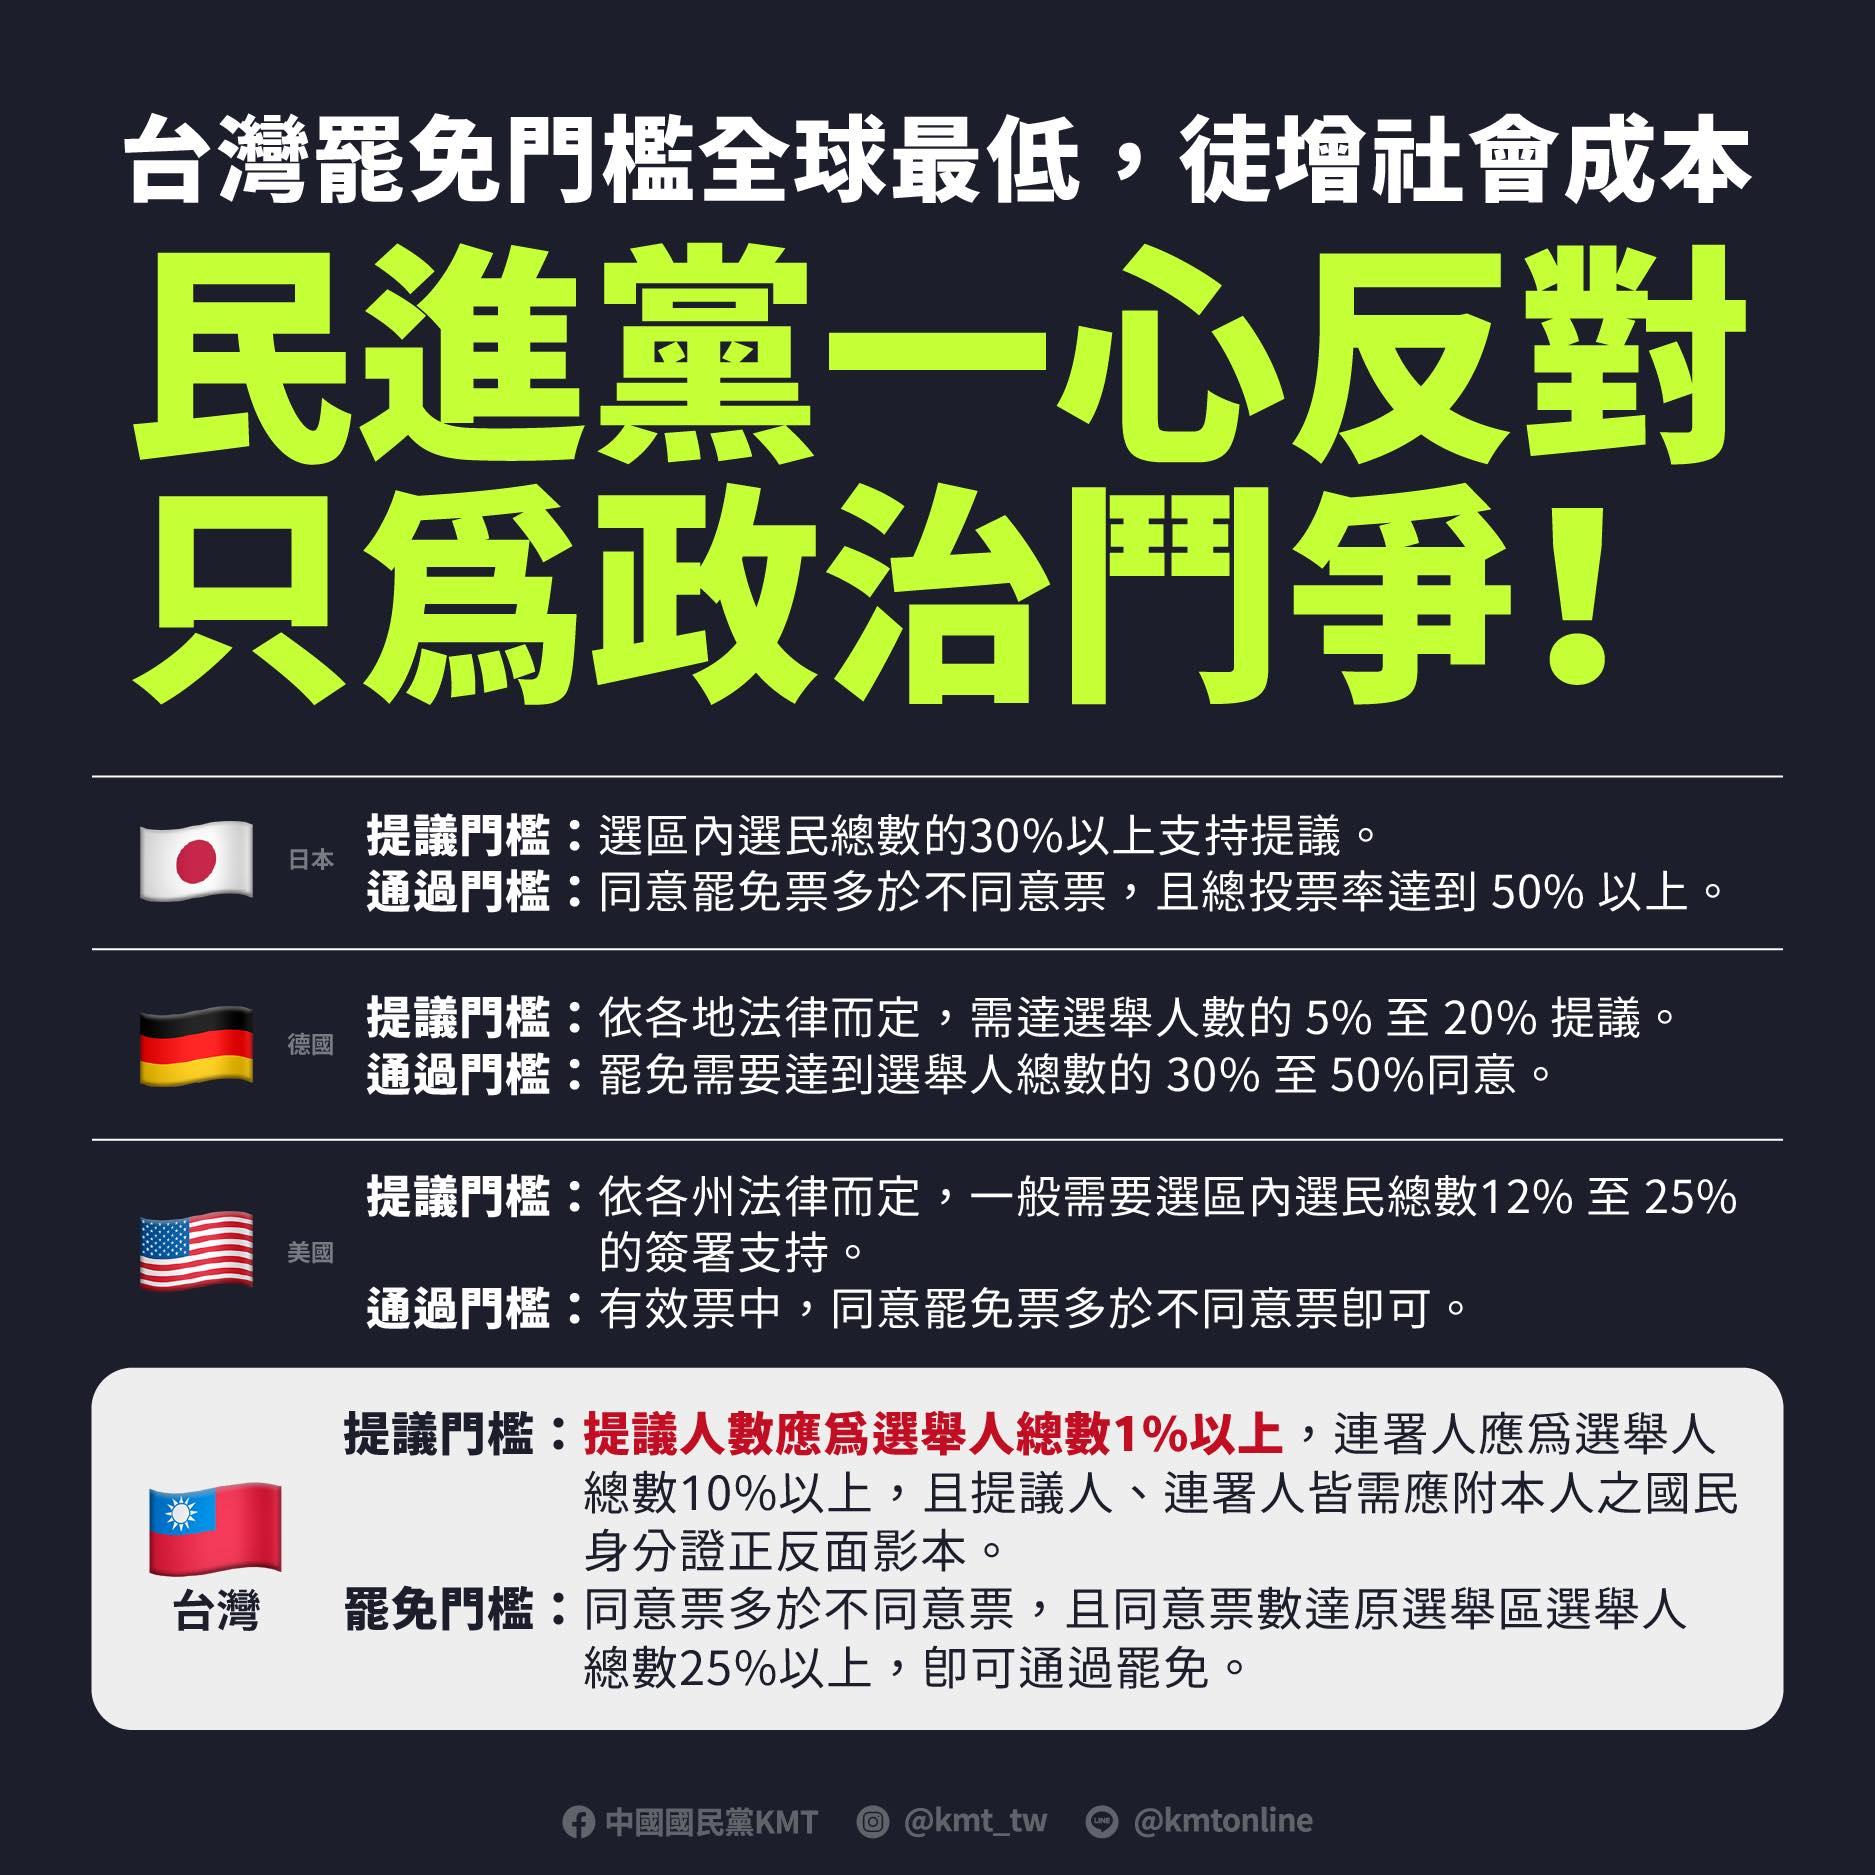 台灣罷免門檻全球最低，徒增社會成本
民進黨一心反對
只為政治鬥爭！
日本
提議門檻：選區內選民總數的30%以上支持提議。
通過門檻：同意罷免票多於不同意票，且總投票率達到 50% 以上。
德國
提議門檻：依各地法律而定，需達選舉人數的 5% 至 20% 提議。
通過門檻：罷免需要達到選舉人總數的 30% 至 50%同意。
美國
提議門檻：依各州法律而定，一般需要選區內選民總數12% 至 25%
的簽署支持。
通過門檻：有效票中，同意罷免票多於不同意票即可。
台灣
提議門檻：提議人數應為選舉人總數1%以上，連署人應為選舉人
總數10%以上，且提議人、連署人皆需應附本人之國民
身分證正反面影本。
罷免門檻：同意票多於不同意票，且同意票數達原選舉區選舉人
總數25%以上，即可通過罷免。
中國國民黨KMT @kmt_tw LINE @kmtonline